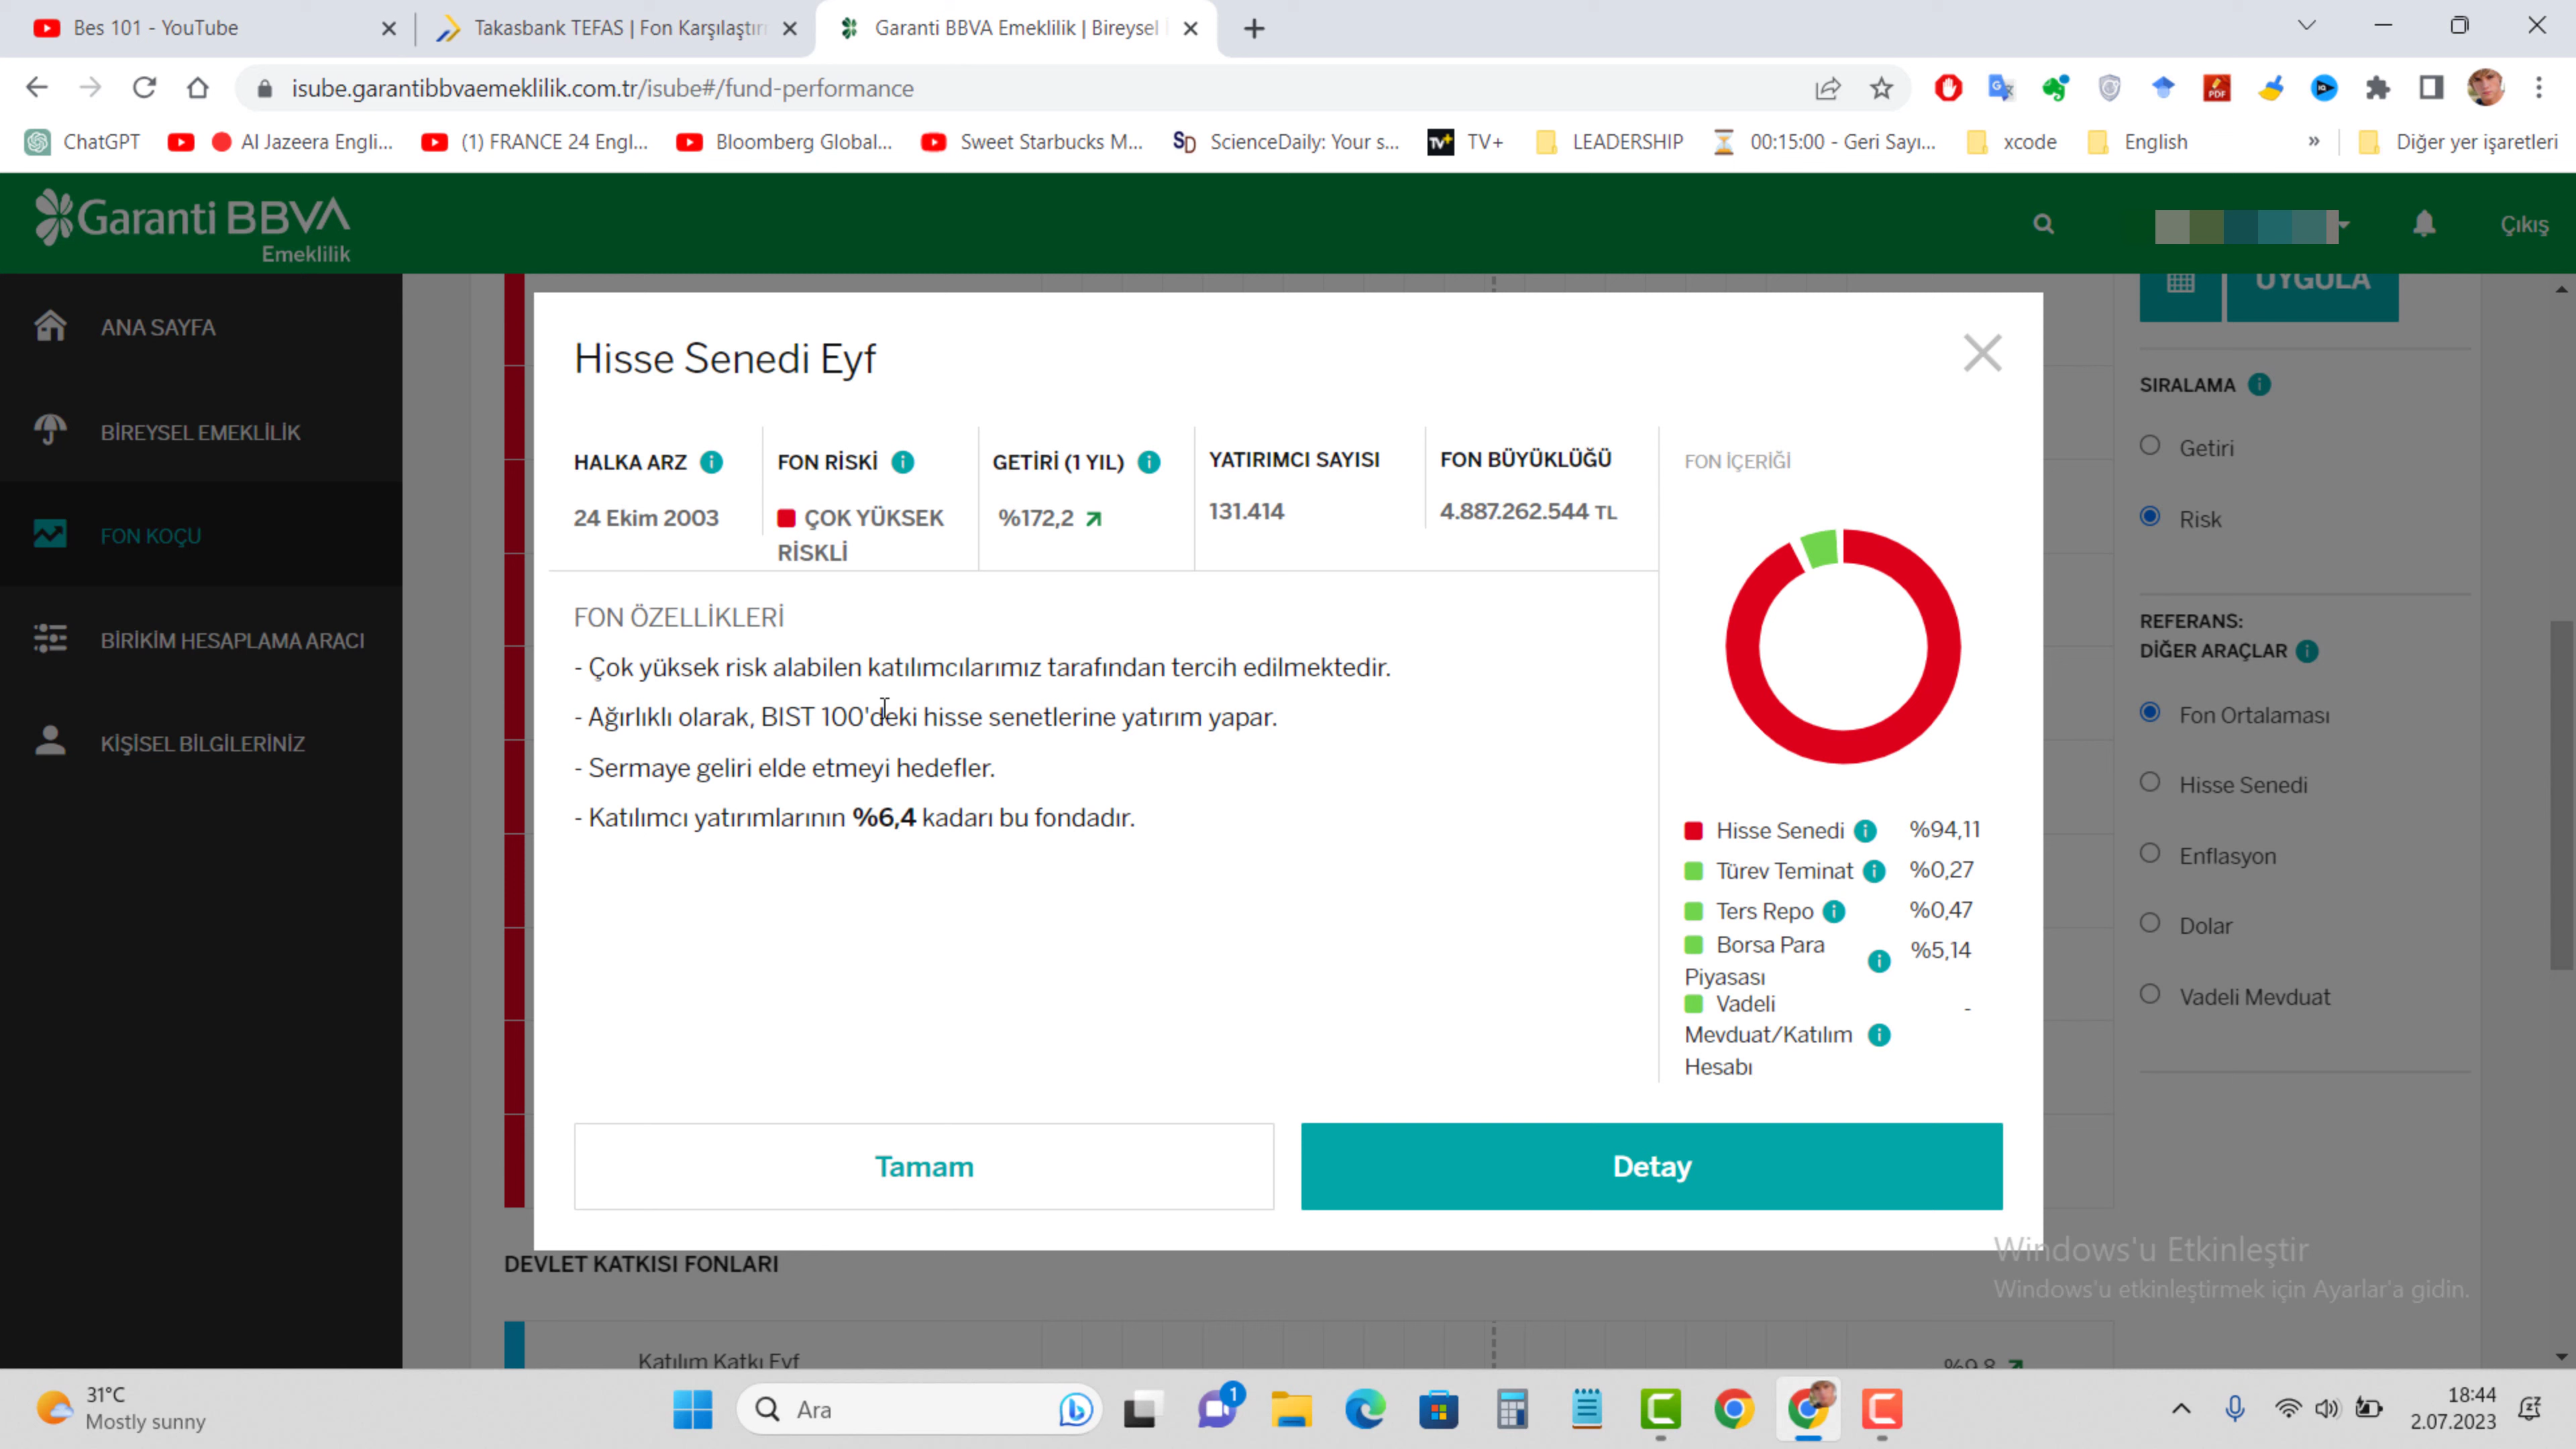 Bes 101 - YouTube
Takasbank TEFAS | Fon Karşılaştırı
Garanti BBVA Emeklilik | Bireysel
isube.garantibbvaemeklilik.com.tr/isube#/fund-performance
ChatGPT
Al Jazeera Engli...
(1) FRANCE 24 Engl...
Bloomberg Global...
Sweet Starbucks M...
ScienceDaily: Your s...
TV+
LEADERSHIP
00:15:00 - Geri Sayı...
xcode
English
»
Diğer yer işaretleri
Garanti BBVA
Emeklilik
Çıkış
ANA SAYFA
BİREYSEL EMEKLİLİK
FON KOÇU
BİRİKİM HESAPLAMA ARACI
KİŞİSEL BİLGİLERİNİZ
Hisse Senedi Eyf
HALKA ARZ
24 Ekim 2003
FON RİSKİ
ÇOK YÜKSEK
RİSKLİ
GETİRİ (1 YIL)
%172,2
YATIRIMCI SAYISI
131.414
FON BÜYÜKLÜĞÜ
4.887.262.544 TL
FON ÖZELLİKLERİ
- Çok yüksek risk alabilen katılımcılarımız tarafından tercih edilmektedir.
- Ağırlıklı olarak, BIST 100'deki hisse senetlerine yatırım yapar.
- Sermaye geliri elde etmeyi hedefler.
- Katılımcı yatırımlarının %6,4 kadarı bu fondadır.
FON İÇERİĞİ
Hisse Senedi %94,11
Türev Teminat %0,27
Ters Repo %0,47
Borsa Para %5,14
Piyasası
Vadeli -
Mevduat/Katılım
Hesabı
Tamam
Detay
UYGULA
SIRALAMA
Getiri
Risk
REFERANS:
DİĞER ARAÇLAR
Fon Ortalaması
Hisse Senedi
Enflasyon
Dolar
Vadeli Mevduat
DEVLET KATKISI FONLARI
Katılım Katkı Eyf
%9,8
Windows'u Etkinleştir
Windows'u etkinleştirmek için Ayarlar'a gidin.
31°C
Mostly sunny
Ara
1
18:44
2.07.2023